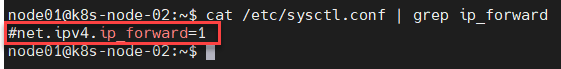 node01@k8s-node-02:~$ cat /etc/sysctl.conf | grep ip_forward
#net.ipv4.ip_forward=1
node01@k8s-node-02:~$